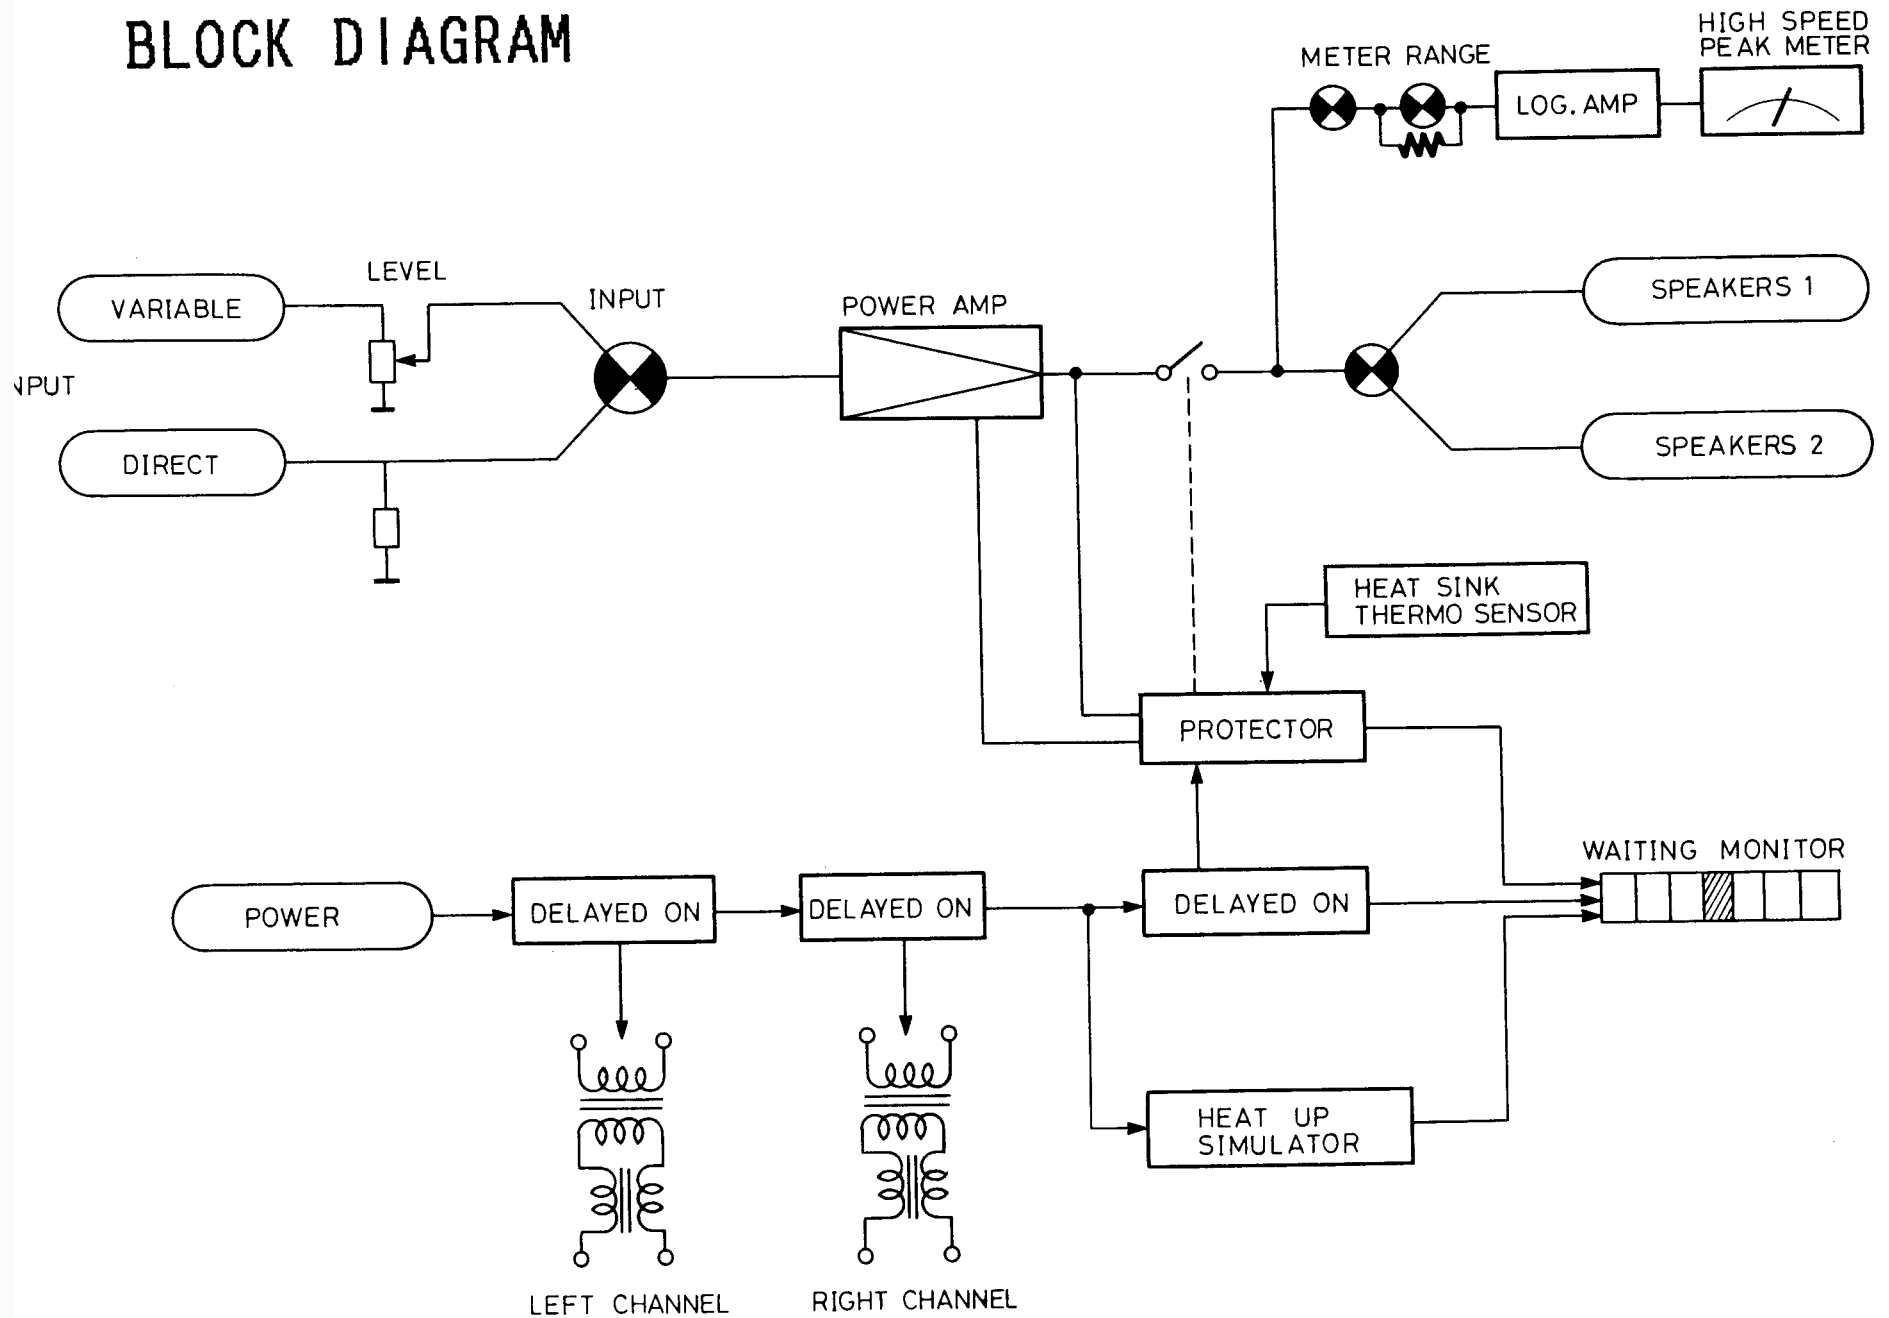 BLOCK DIAGRAM
HIGH SPEED
PEAK METER
METER RANGE
LOG. AMP
LEVEL
INPUT
VARIABLE
POWER AMP
SPEAKERS 1
NPUT
DIRECT
SPEAKERS 2
HEAT SINK
THERMO SENSOR
PROTECTOR
WAITING MONITOR
POWER
DELAYED ON
DELAYED ON
DELAYED ON
HEAT UP
SIMULATOR
LEFT CHANNEL
RIGHT CHANNEL